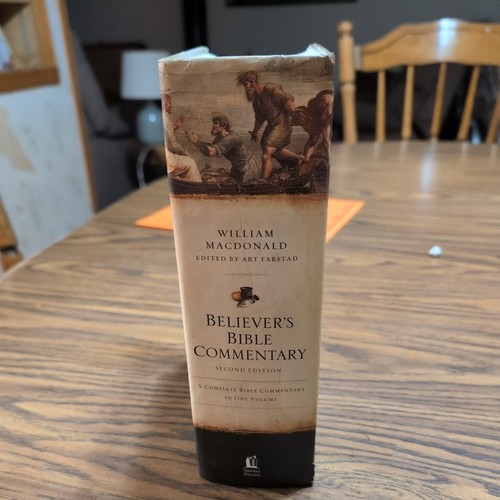 WILLIAM
MACDONALD
EDITED BY ART FARSTAD
BELIEVER'S
BIBLE
COMMENTARY
SECOND EDITION
A COMPLETE BIBLE COMMENTARY
IN ONE VOLUME